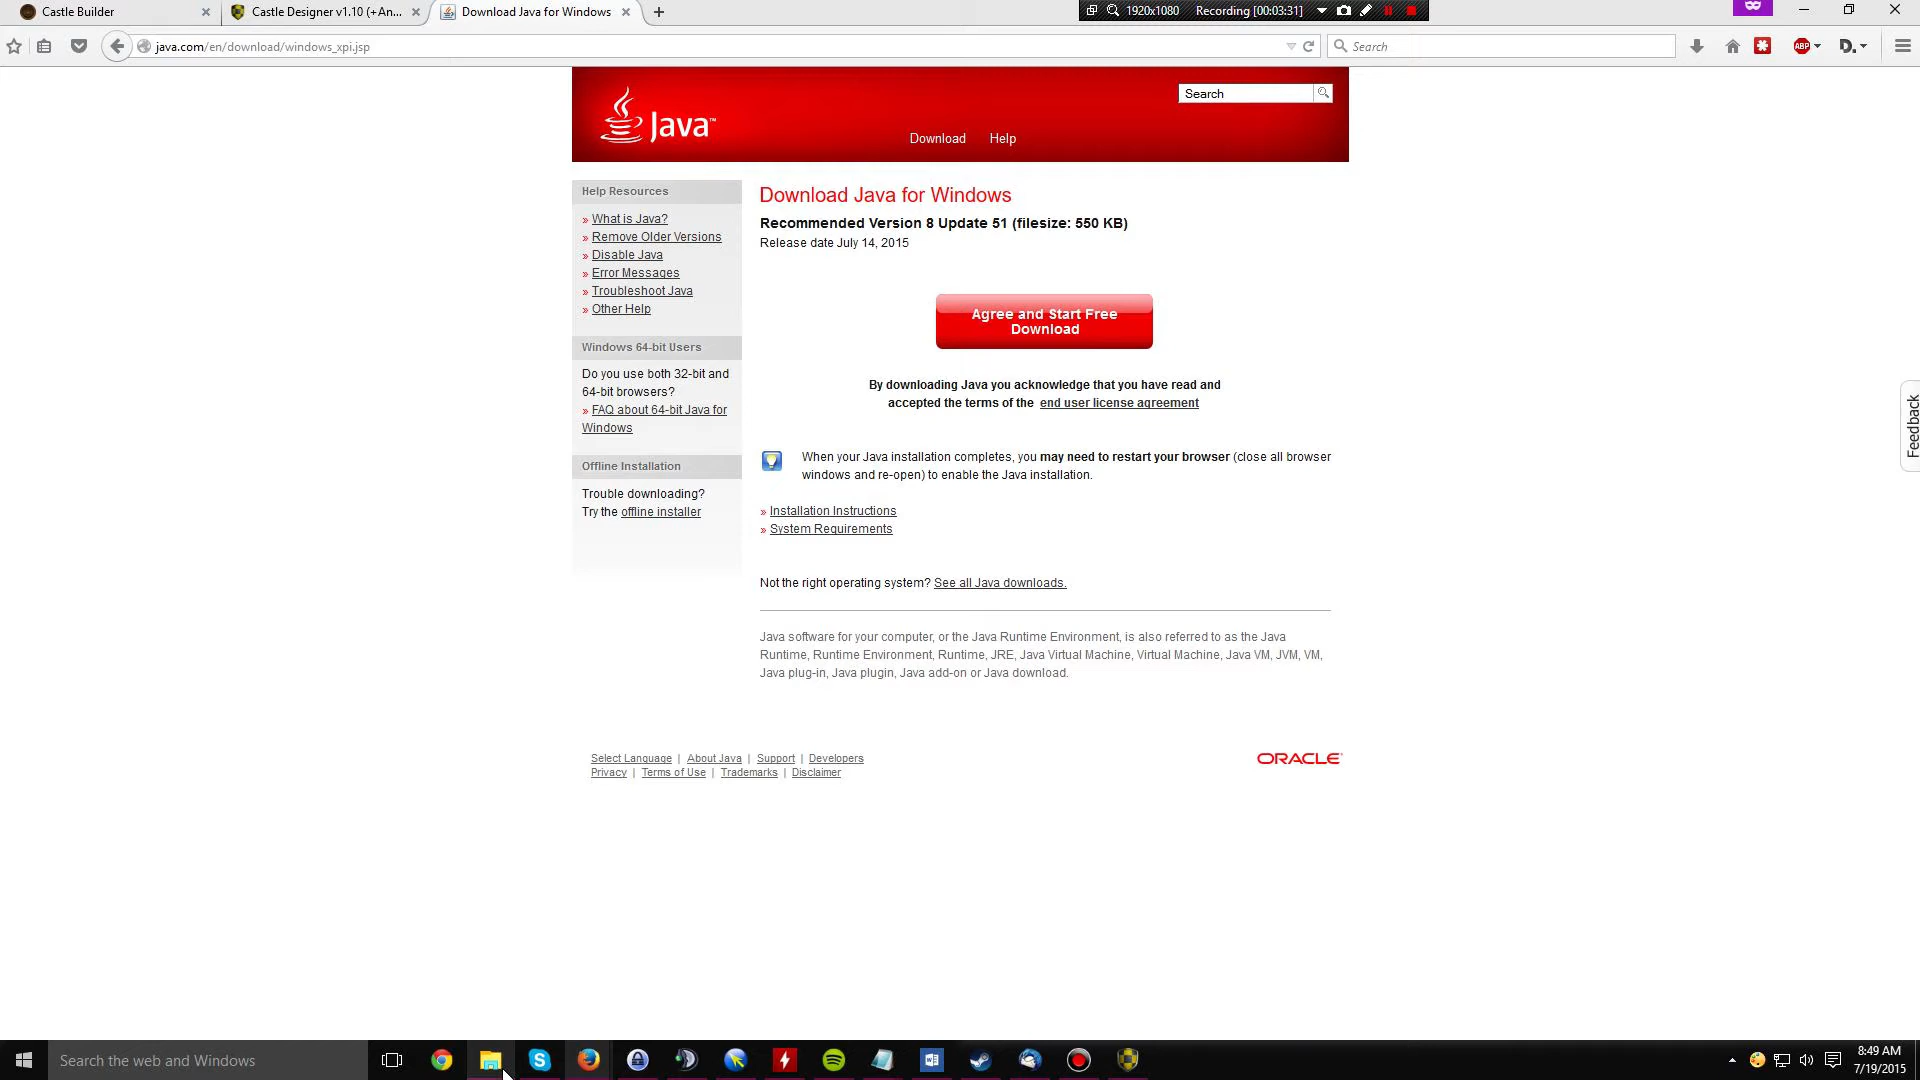 Castle Builder
Castle Designer v1.10 (+An...
Download Java for Windows
1920x1080
Recording [00:03:31]
java.com/en/download/windows_xpi.jsp
Search
ABP
D.
Java™
Search
Download
Help
Help Resources
» What is Java?
» Remove Older Versions
» Disable Java
» Error Messages
» Troubleshoot Java
» Other Help
Windows 64-bit Users
Do you use both 32-bit and
64-bit browsers?
» FAQ about 64-bit Java for
Windows
Offline Installation
Trouble downloading?
Try the offline installer
Download Java for Windows
Recommended Version 8 Update 51 (filesize: 550 KB)
Release date July 14, 2015
Agree and Start Free
Download
By downloading Java you acknowledge that you have read and
accepted the terms of the end user license agreement
When your Java installation completes, you may need to restart your browser (close all browser
windows and re-open) to enable the Java installation.
» Installation Instructions
» System Requirements
Not the right operating system? See all Java downloads.
Java software for your computer, or the Java Runtime Environment, is also referred to as the Java
Runtime, Runtime Environment, Runtime, JRE, Java Virtual Machine, Virtual Machine, Java VM, JVM, VM,
Java plug-in, Java plugin, Java add-on or Java download.
Feedback
Select Language | About Java | Support | Developers
Privacy | Terms of Use | Trademarks | Disclaimer
ORACLE
Search the web and Windows
8:49 AM
7/19/2015